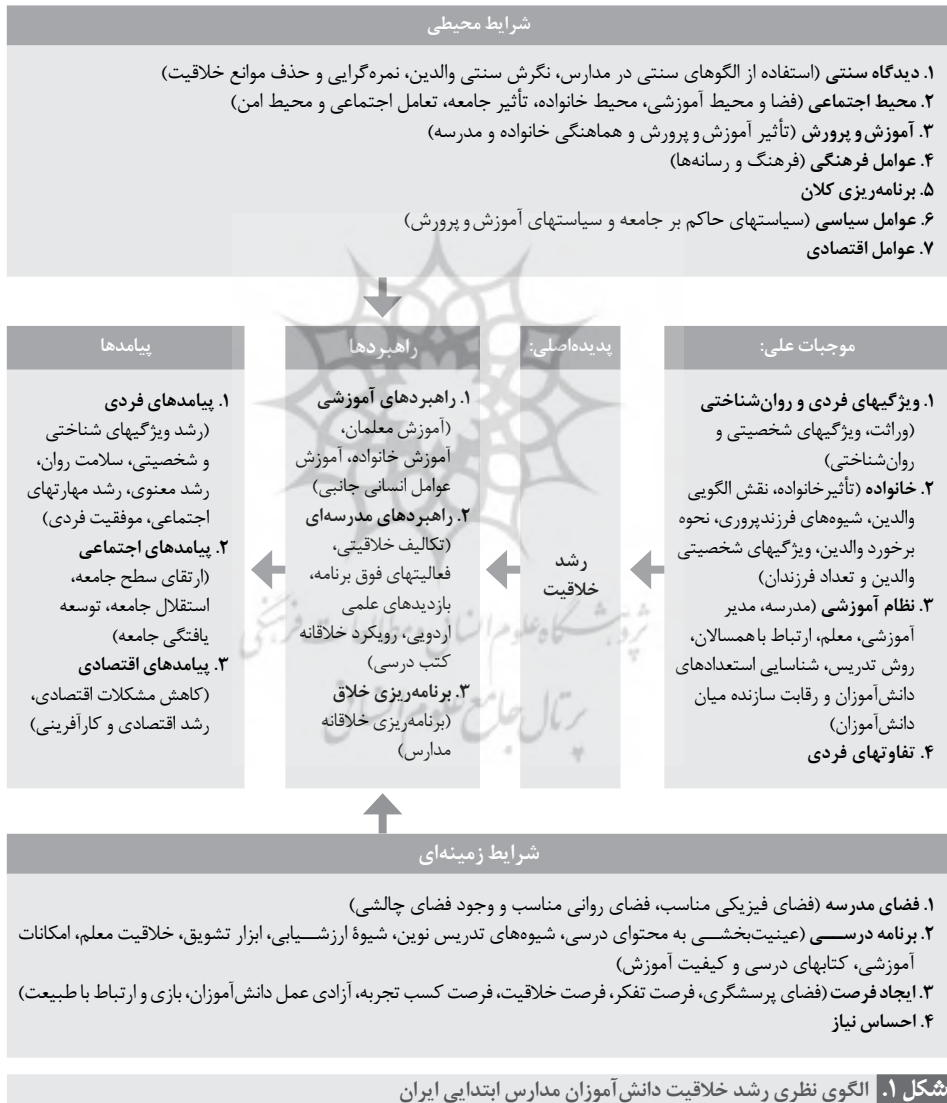 شرایط محیطی
۱. دیدگاه سنتی (استفاده از الگوهای سنتی در مدارس، نگرش سنتی والدین، نمره‌گرایی و حذف موانع خلاقیت)
۲. محیط اجتماعی (فضا و محیط آموزشی، محیط خانواده، تأثیر جامعه، تعامل اجتماعی و محیط امن)
۳. آموزش و پرورش (تأثیر آموزش و پرورش و هماهنگی خانواده و مدرسه)
۴. عوامل فرهنگی (فرهنگ و رسانه‌ها)
۵. برنامه‌ریزی کلان
۶. عوامل سیاسی (سیاستهای حاکم بر جامعه و سیاستهای آموزش و پرورش)
۷. عوامل اقتصادی
موجبات علی:
۱. ویژگیهای فردی و روان‌شناختی
(وراثت، ویژگیهای شخصیتی و
روان‌شناختی)
۲. خانواده (تأثیرخانواده، نقش الگویی
والدین، شیوه‌های فرزندپروری، نحوه
برخورد والدین، ویژگیهای شخصیتی
والدین و تعداد فرزندان)
۳. نظام آموزشی (مدرسه، مدیر
آموزشی، معلم، ارتباط باهمسالان،
روش تدریس، شناسایی استعدادهای
دانش‌آموزان و رقابت سازنده میان
دانش‌آموزان)
۴. تفاوتهای فردی
پدیده‌اصلی:
رشد
خلاقیت
راهبردها
۱. راهبردهای آموزشی
(آموزش معلمان،
آموزش خانواده، آموزش
عوامل انسانی جانبی)
۲. راهبردهای مدرسه‌ای
(تکالیف خلاقیتی،
فعالیتهای فوق برنامه،
بازدیدهای علمی
اردویی، رویکرد خلاقانه
کتب درسی)
۳. برنامه‌ریزی خلاق
(برنامه‌ریزی خلاقانه
مدارس)
پیامدها
۱. پیامدهای فردی
(رشد ویژگیهای شناختی
و شخصیتی، سلامت روان،
رشد معنوی، رشد مهارتهای
اجتماعی، موفقیت فردی)
۲. پیامدهای اجتماعی
(ارتقای سطح جامعه،
استقلال جامعه، توسعه
یافتگی جامعه)
۳. پیامدهای اقتصادی
(کاهش مشکلات اقتصادی،
رشد اقتصادی و کارآفرینی)
پژوهشگاه علوم انسانی و مطالعات فرهنگی
پرتال جامع علوم انسانی
شرایط زمینه‌ای
۱. فضای مدرسه (فضای فیزیکی مناسب، فضای روانی مناسب و وجود فضای چالشی)
۲. برنامه درسی (عینیت‌بخشی به محتوای درسی، شیوه‌های تدریس نوین، شیوهٔ ارزشیابی، ابزار تشویق، خلاقیت معلم، امکانات
آموزشی، کتابهای درسی و کیفیت آموزش)
۳. ایجاد فرصت (فضای پرسشگری، فرصت تفکر، فرصت خلاقیت، فرصت کسب تجربه، آزادی عمل دانش‌آموزان، بازی و ارتباط با طبیعت)
۴. احساس نیاز
شکل ۱. الگوی نظری رشد خلاقیت دانش‌آموزان مدارس ابتدایی ایران